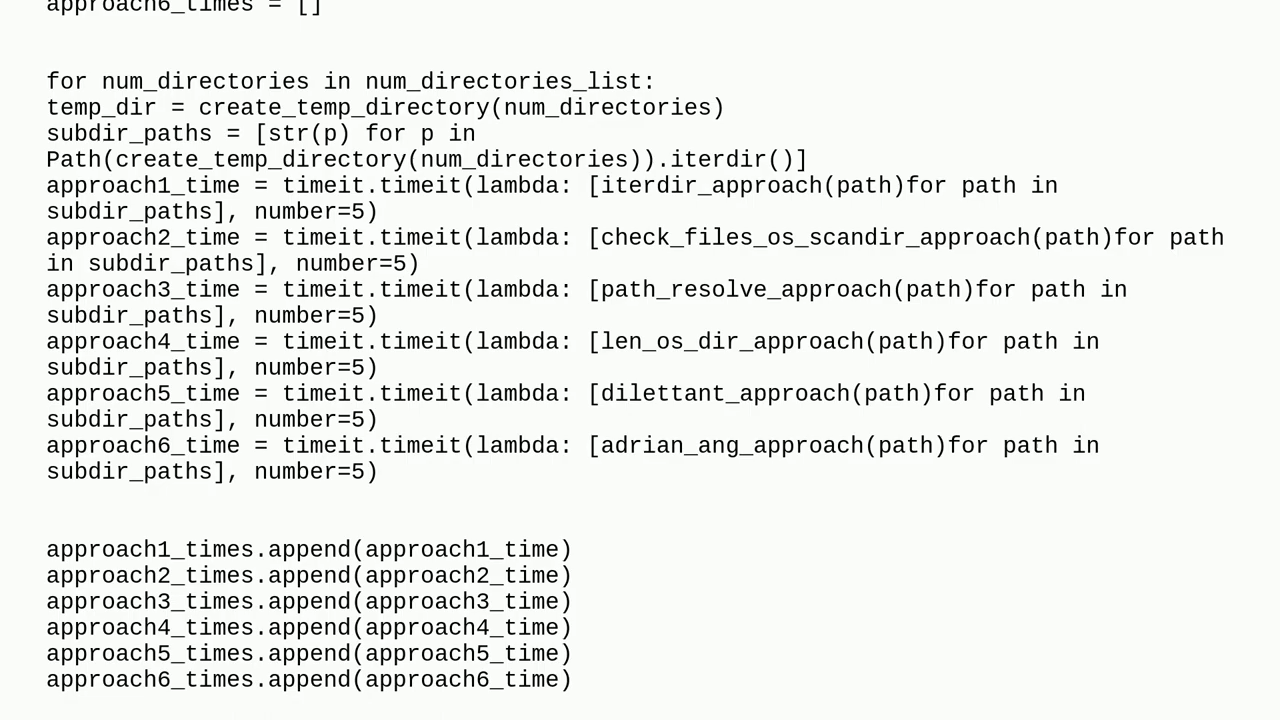 approach6_times = []
for num_directories in num_directories_list:
temp_dir = create_temp_directory(num_directories)
subdir_paths = [str(p) for p in
Path(create_temp_directory(num_directories)).iterdir()]
approach1_time = timeit.timeit(lambda: [iterdir_approach(path)for path in
subdir_paths], number=5)
approach2_time = timeit.timeit(lambda: [check_files_os_scandir_approach(path)for path
in subdir_paths], number=5)
approach3_time = timeit.timeit(lambda: [path_resolve_approach(path)for path in
subdir_paths], number=5)
approach4_time = timeit.timeit(lambda: [len_os_dir_approach(path)for path in
subdir_paths], number=5)
approach5_time = timeit.timeit(lambda: [dilettant_approach(path)for path in
subdir_paths], number=5)
approach6_time = timeit.timeit(lambda: [adrian_ang_approach(path)for path in
subdir_paths], number=5)
approach1_times.append(approach1_time)
approach2_times.append(approach2_time)
approach3_times.append(approach3_time)
approach4_times.append(approach4_time)
approach5_times.append(approach5_time)
approach6_times.append(approach6_time)